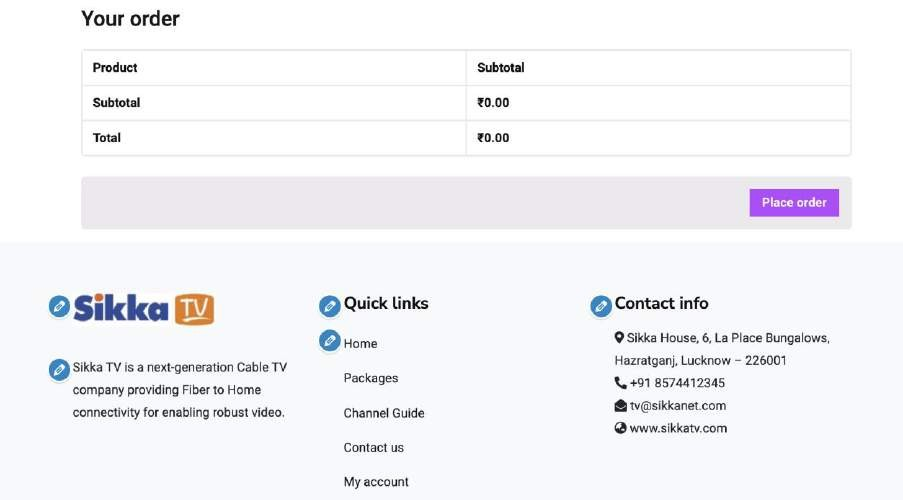 Your order
Product Subtotal
Subtotal ₹0.00
Total ₹0.00
Place order
Sikka TV
Sikka TV is a next-generation Cable TV
company providing Fiber to Home
connectivity for enabling robust video.
Quick links
Home
Packages
Channel Guide
Contact us
My account
Contact info
Sikka House, 6, La Place Bungalows,
Hazratganj, Lucknow – 226001
+91 8574412345
tv@sikkanet.com
www.sikkatv.com